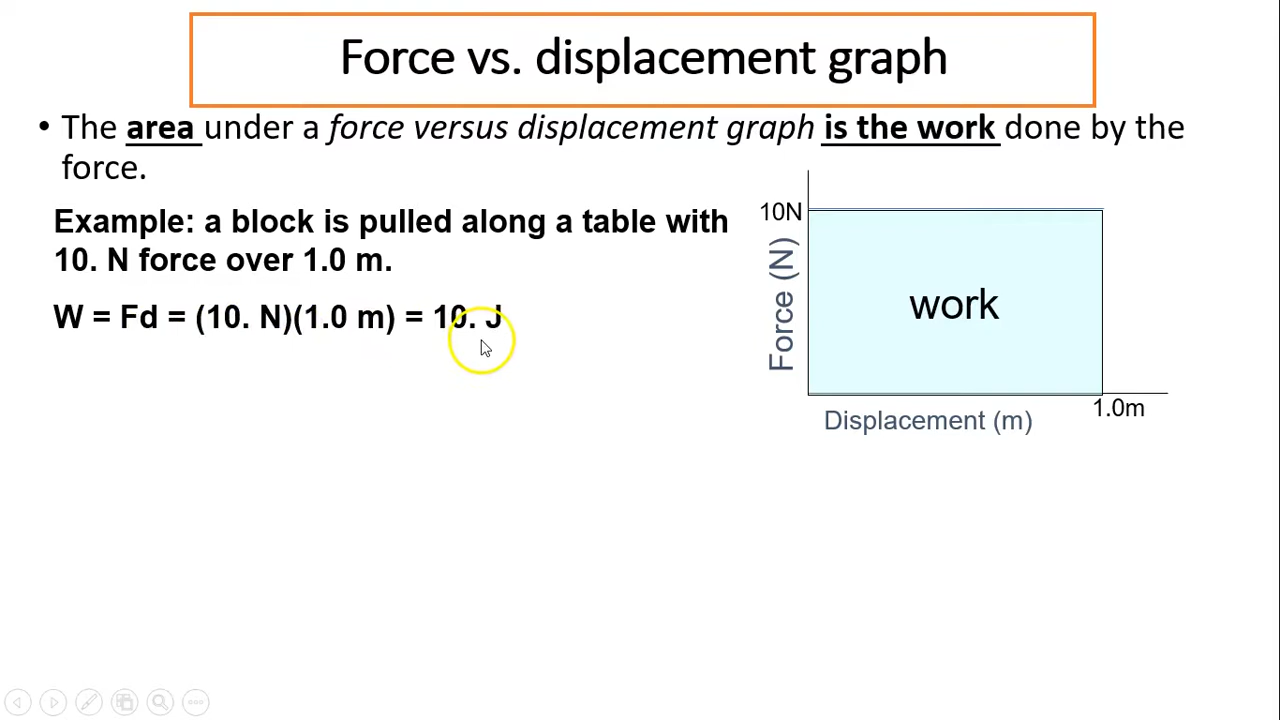 Force vs. displacement graph
• The area under a force versus displacement graph is the work done by the
force.
Example: a block is pulled along a table with
10. N force over 1.0 m.
W = Fd = (10. N)(1.0 m) = 10. J
10N
Force (N)
work
1.0m
Displacement (m)